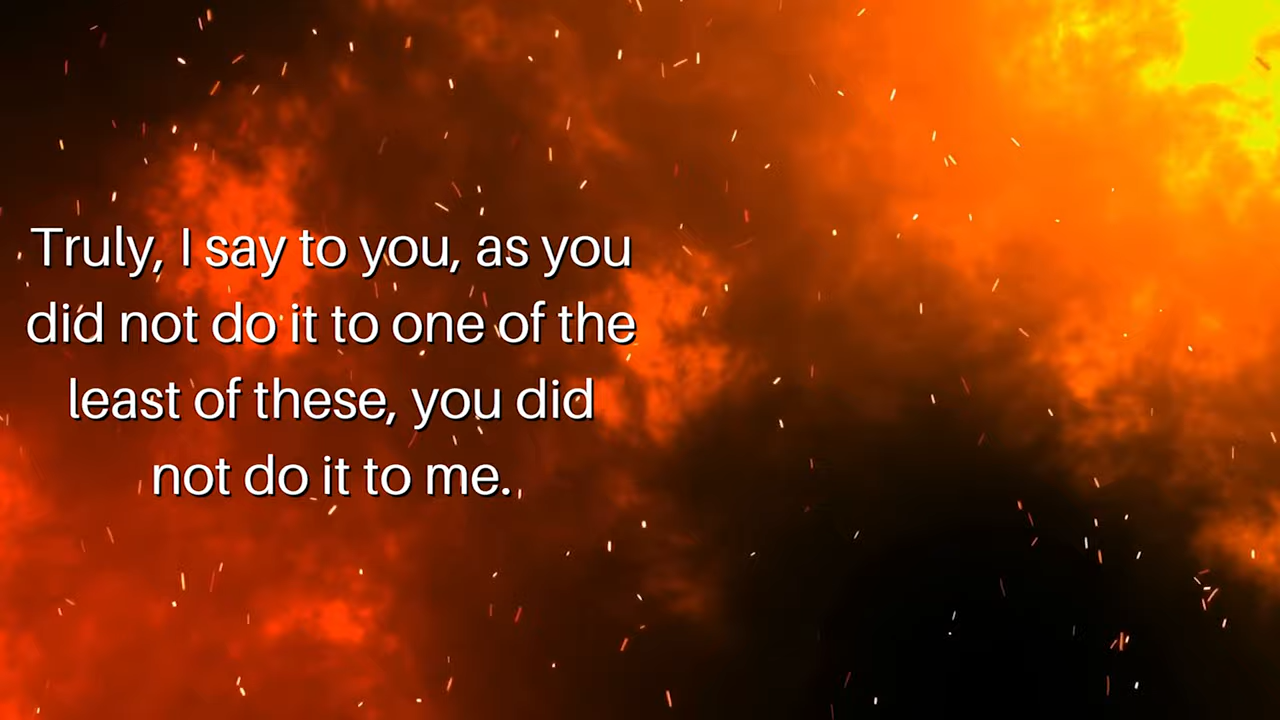 Truly, I say to you, as you
did not do it to one of the
least of these, you did
not do it to me.